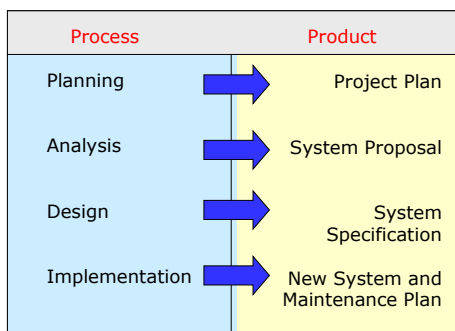 Process Product
Planning Project Plan
Analysis System Proposal
Design System
Specification
Implementation New System and
Maintenance Plan